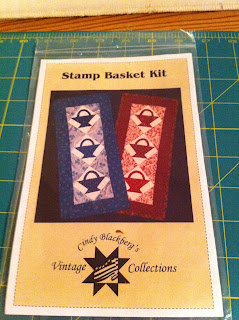 Stamp Basket Kit
Cindy Blackberg's
Vintage Collections